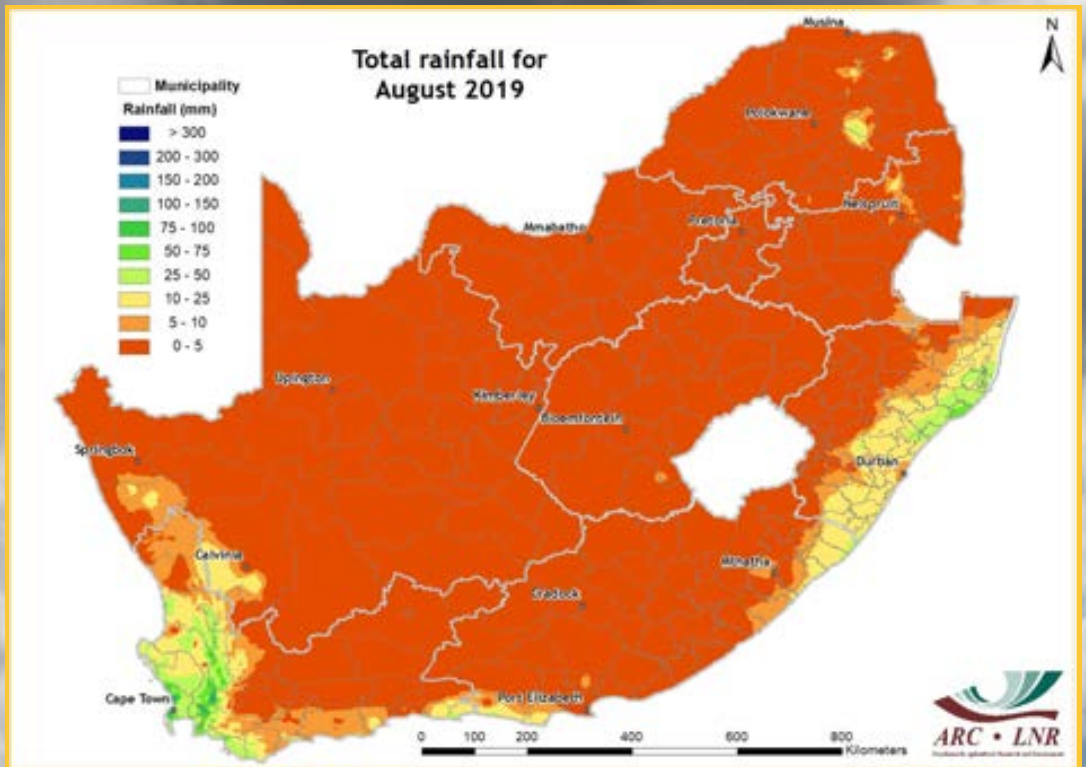 Total rainfall for
August 2019
N
Municipality
Rainfall (mm)
> 300
200 - 300
150 - 200
100 - 150
75 - 100
50 - 75
25 - 50
10 - 25
5 - 10
0 - 5
Musina
Polokwane
Nelspruit
Pretoria
Mmabatho
Upington
Kimberley
Bloemfontein
Springbok
Durban
Calvinia
Mthatha
Cradock
Cape Town
Port Elizabeth
0 100 200 400 600 800
Kilometers
ARC • LNR